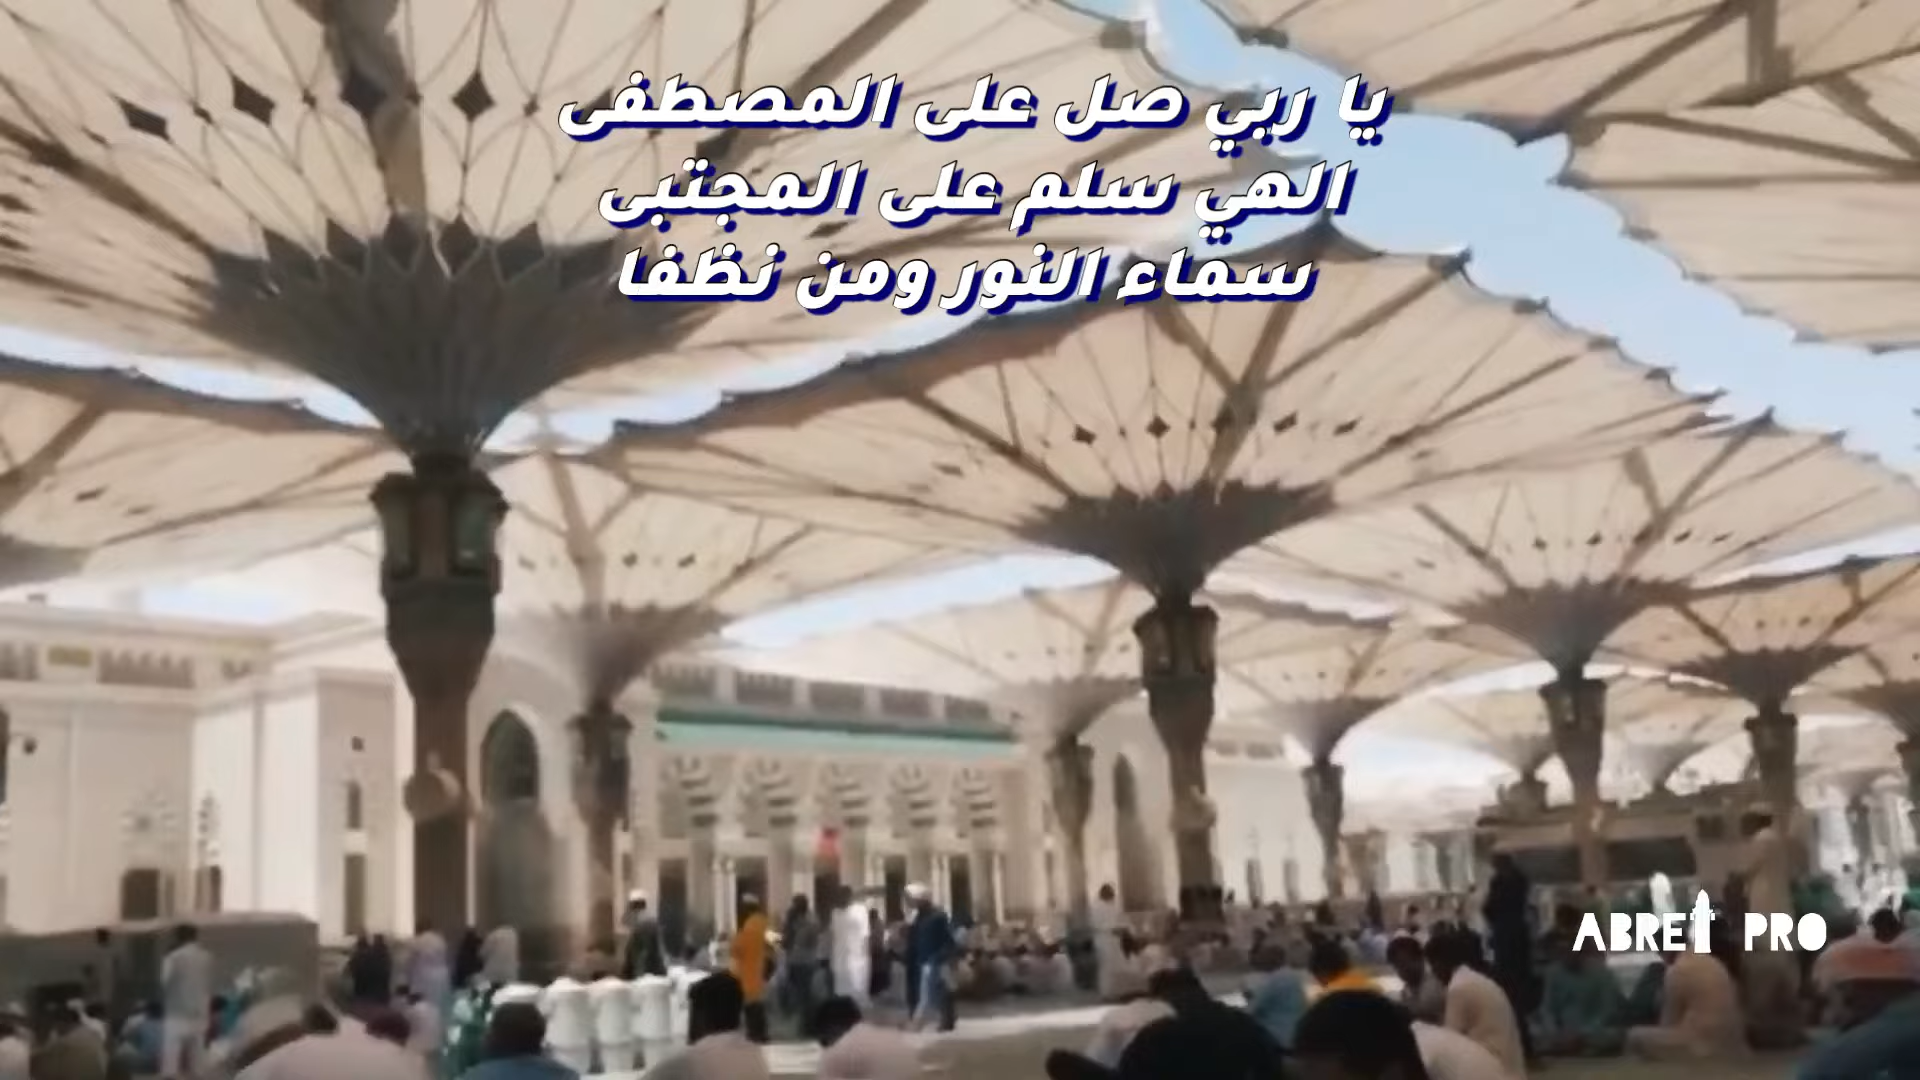 يا ربي صل على المصطفى
الهي سلم على المجتبى
سماء النور ومن نظفا
ABRET PRO